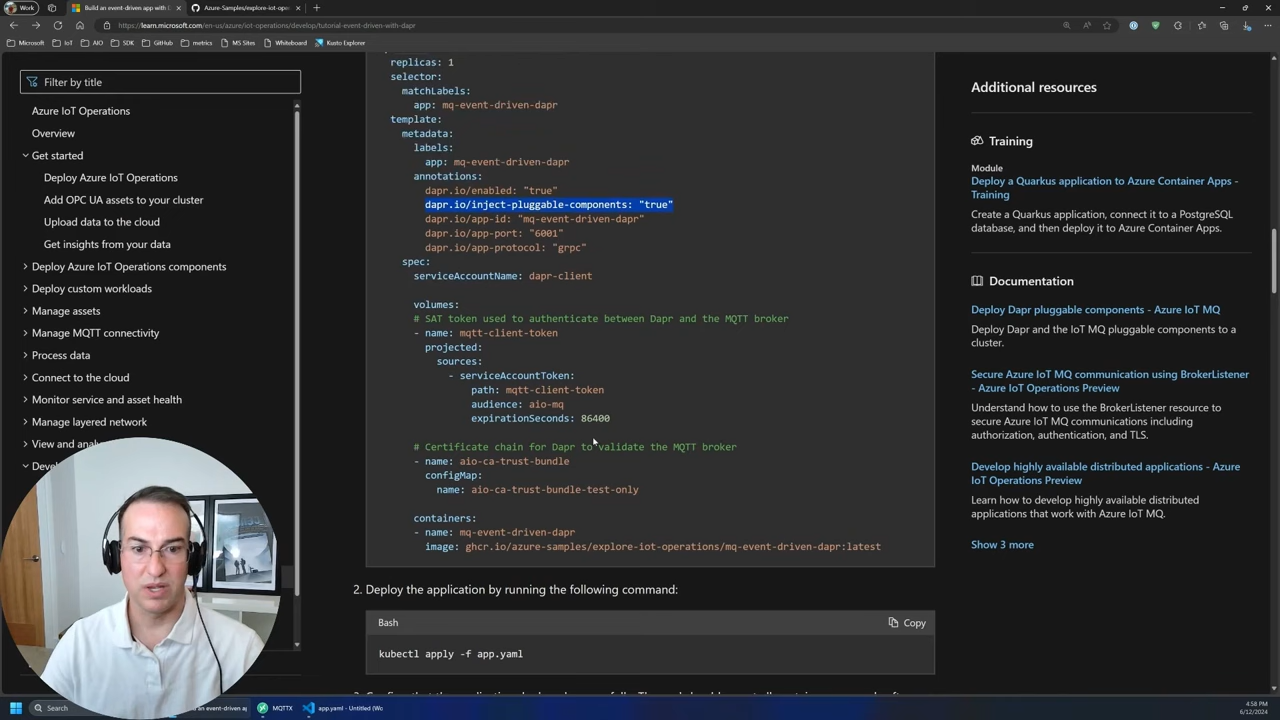 Work
Build an event-driven app with D
Azure-Samples/explore-iot-oper
https://learn.microsoft.com/en-us/azure/iot-operations/develop/tutorial-event-driven-with-dapr
Microsoft
IoT
AIO
SDK
GitHub
metrics
MS Sites
Whiteboard
Kusto Explorer
Filter by title
Azure IoT Operations
Overview
Get started
Deploy Azure IoT Operations
Add OPC UA assets to your cluster
Upload data to the cloud
Get insights from your data
Deploy Azure IoT Operations components
Deploy custom workloads
Manage assets
Manage MQTT connectivity
Process data
Connect to the cloud
Monitor service and asset health
Manage layered network
View and analy
Devel
replicas: 1
selector:
matchLabels:
app: mq-event-driven-dapr
template:
metadata:
labels:
app: mq-event-driven-dapr
annotations:
dapr.io/enabled: "true"
dapr.io/inject-pluggable-components: "true"
dapr.io/app-id: "mq-event-driven-dapr"
dapr.io/app-port: "6001"
dapr.io/app-protocol: "grpc"
spec:
serviceAccountName: dapr-client
volumes:
# SAT token used to authenticate between Dapr and the MQTT broker
- name: mqtt-client-token
projected:
sources:
- serviceAccountToken:
path: mqtt-client-token
audience: aio-mq
expirationSeconds: 86400
# Certificate chain for Dapr to validate the MQTT broker
- name: aio-ca-trust-bundle
configMap:
name: aio-ca-trust-bundle-test-only
containers:
- name: mq-event-driven-dapr
image: ghcr.io/azure-samples/explore-iot-operations/mq-event-driven-dapr:latest
2. Deploy the application by running the following command:
Bash
Copy
kubectl apply -f app.yaml
Additional resources
Training
Module
Deploy a Quarkus application to Azure Container Apps -
Training
Create a Quarkus application, connect it to a PostgreSQL
database, and then deploy it to Azure Container Apps.
Documentation
Deploy Dapr pluggable components - Azure IoT MQ
Deploy Dapr and the IoT MQ pluggable components to a
cluster.
Secure Azure IoT MQ communication using BrokerListener
- Azure IoT Operations Preview
Understand how to use the BrokerListener resource to
secure Azure IoT MQ communications including
authorization, authentication, and TLS.
Develop highly available distributed applications - Azure
IoT Operations Preview
Learn how to develop highly available distributed
applications that work with Azure IoT MQ.
Show 3 more
Search
d an event-driven ap
MQTTX
app.yaml - Untitled (Wo
4:58 PM
6/12/2024